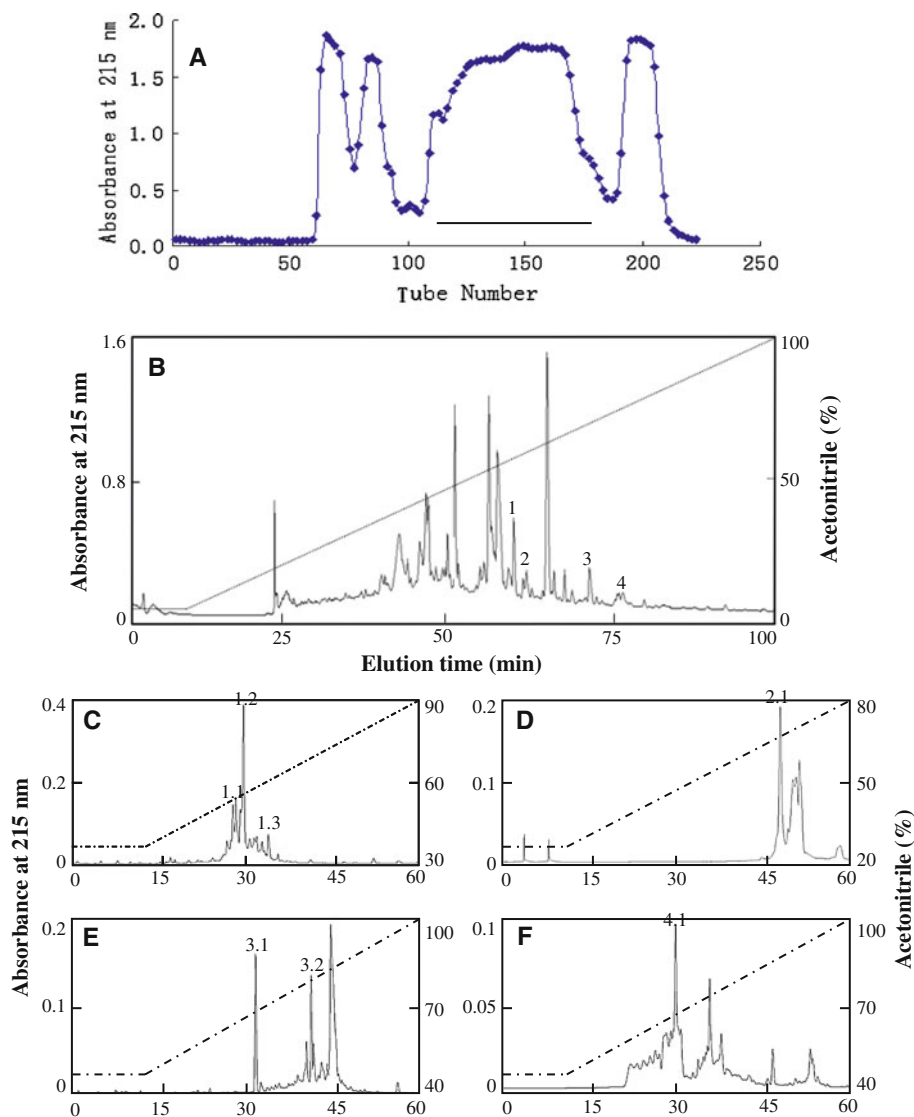 A
Absorbance at 215 nm
2.0
1.5
1.0
0.5
0.0
0 50 100 150 200 250
Tube Number
B
Absorbance at 215 nm
1.6
0.8
0
100
50
0
Acetonitrile (%)
1
2
3
4
0 25 50 75 100
Elution time (min)
Absorbance at 215 nm
C
0.4
0.2
0
1.1
1.2
1.3
90
60
30
0 15 30 45 60
D
0.2
0.1
0
2.1
80
50
20
0 15 30 45 60
E
0.2
0.1
0
3.1
3.2
100
70
40
0 15 30 45 60
F
0.1
0.05
0
4.1
100
70
40
0 15 30 45 60
Acetonitrile (%)